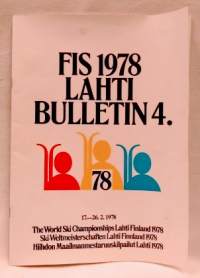 FIS 1978
LAHTI
BULLETIN 4.
78
17.—26. 2. 1978
The World Ski Championships Lahti Finland 1978
Ski Weltmeisterschaften Lahti Finnland 1978
Hiihdon Maailmanmestaruuskilpailut Lahti 1978